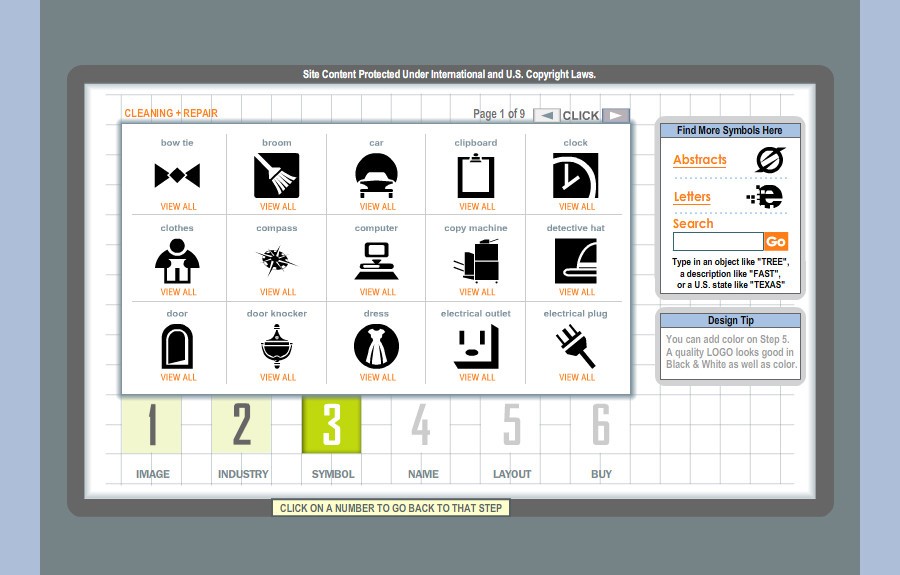 Site Content Protected Under International and U.S. Copyright Laws.
CLEANING + REPAIR
Page 1 of 9
CLICK
bow tie
broom
car
clipboard
clock
VIEW ALL
VIEW ALL
VIEW ALL
VIEW ALL
VIEW ALL
clothes
compass
computer
copy machine
detective hat
VIEW ALL
VIEW ALL
VIEW ALL
VIEW ALL
VIEW ALL
door
door knocker
dress
electrical outlet
electrical plug
VIEW ALL
VIEW ALL
VIEW ALL
VIEW ALL
VIEW ALL
Find More Symbols Here
Abstracts
Letters
e
Search
Go
Type in an object like "TREE",
a description like "FAST",
or a U.S. state like "TEXAS"
Design Tip
You can add color on Step 5.
A quality LOGO looks good in
Black & White as well as color.
1
2
3
4
5
6
IMAGE
INDUSTRY
SYMBOL
NAME
LAYOUT
BUY
CLICK ON A NUMBER TO GO BACK TO THAT STEP